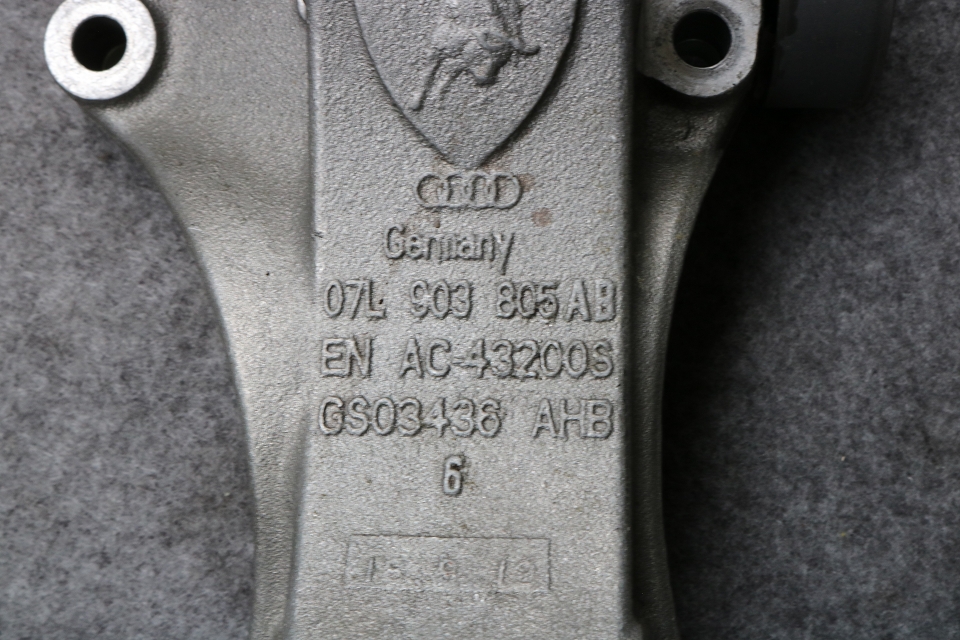 Germany
07L 903 805 AB
EN AC-43200S
GS03436 AHB
6